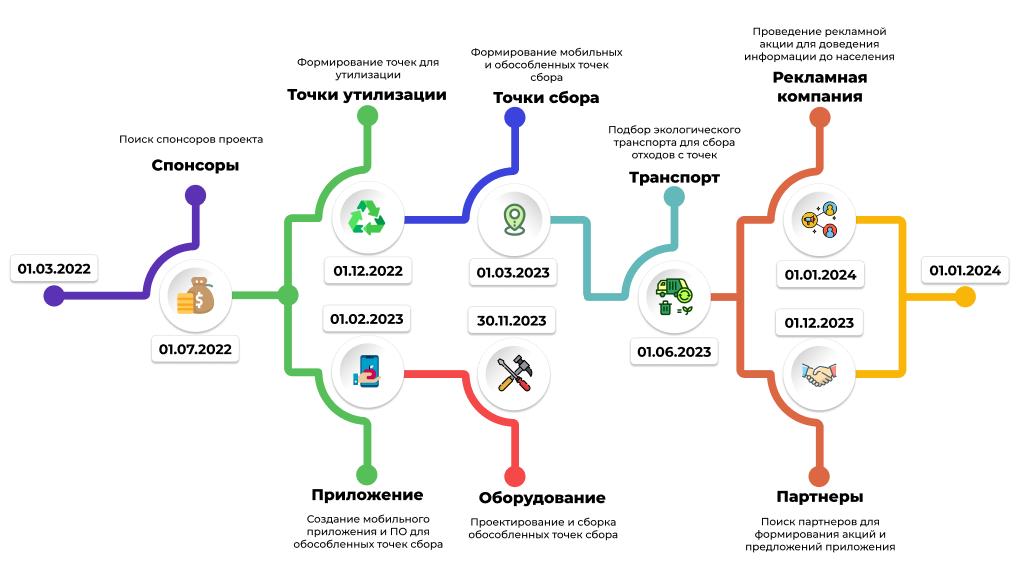 Поиск спонсоров проекта
Спонсоры
01.03.2022
01.07.2022
Формирование точек для
утилизации
Точки утилизации
01.12.2022
01.02.2023
Приложение
Создание мобильного
приложения и ПО для
обособленных точек сбора
Формирование мобильных
и обособленных точек
сбора
Точки сбора
01.03.2023
30.11.2023
Оборудование
Проектирование и сборка
обособленных точек сбора
Подбор экологического
транспорта для сбора
отходов с точек
Транспорт
01.06.2023
Проведение рекламной
акции для доведения
информации до населения
Рекламная
компания
01.01.2024
01.12.2023
Партнеры
Поиск партнеров для
формирования акций и
предложений приложения
01.01.2024